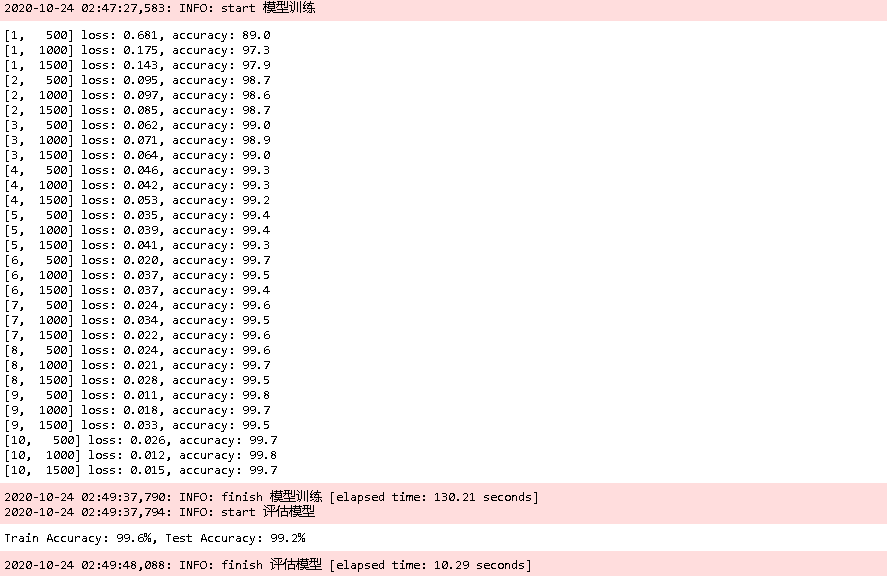 2020-10-24 02:47:27,583: INFO: start 模型训练
[1,   500] loss: 0.681, accuracy: 89.0
[1,  1000] loss: 0.175, accuracy: 97.3
[1,  1500] loss: 0.143, accuracy: 97.9
[2,   500] loss: 0.095, accuracy: 98.7
[2,  1000] loss: 0.097, accuracy: 98.6
[2,  1500] loss: 0.085, accuracy: 98.7
[3,   500] loss: 0.062, accuracy: 99.0
[3,  1000] loss: 0.071, accuracy: 98.9
[3,  1500] loss: 0.064, accuracy: 99.0
[4,   500] loss: 0.046, accuracy: 99.3
[4,  1000] loss: 0.042, accuracy: 99.3
[4,  1500] loss: 0.053, accuracy: 99.2
[5,   500] loss: 0.035, accuracy: 99.4
[5,  1000] loss: 0.039, accuracy: 99.4
[5,  1500] loss: 0.041, accuracy: 99.3
[6,   500] loss: 0.020, accuracy: 99.7
[6,  1000] loss: 0.037, accuracy: 99.5
[6,  1500] loss: 0.037, accuracy: 99.4
[7,   500] loss: 0.024, accuracy: 99.6
[7,  1000] loss: 0.034, accuracy: 99.5
[7,  1500] loss: 0.022, accuracy: 99.6
[8,   500] loss: 0.024, accuracy: 99.6
[8,  1000] loss: 0.021, accuracy: 99.7
[8,  1500] loss: 0.028, accuracy: 99.5
[9,   500] loss: 0.011, accuracy: 99.8
[9,  1000] loss: 0.018, accuracy: 99.7
[9,  1500] loss: 0.033, accuracy: 99.5
[10,   500] loss: 0.026, accuracy: 99.7
[10,  1000] loss: 0.012, accuracy: 99.8
[10,  1500] loss: 0.015, accuracy: 99.7
2020-10-24 02:49:37,790: INFO: finish 模型训练 [elapsed time: 130.21 seconds]
2020-10-24 02:49:37,794: INFO: start 评估模型
Train Accuracy: 99.6%, Test Accuracy: 99.2%
2020-10-24 02:49:48,088: INFO: finish 评估模型 [elapsed time: 10.29 seconds]